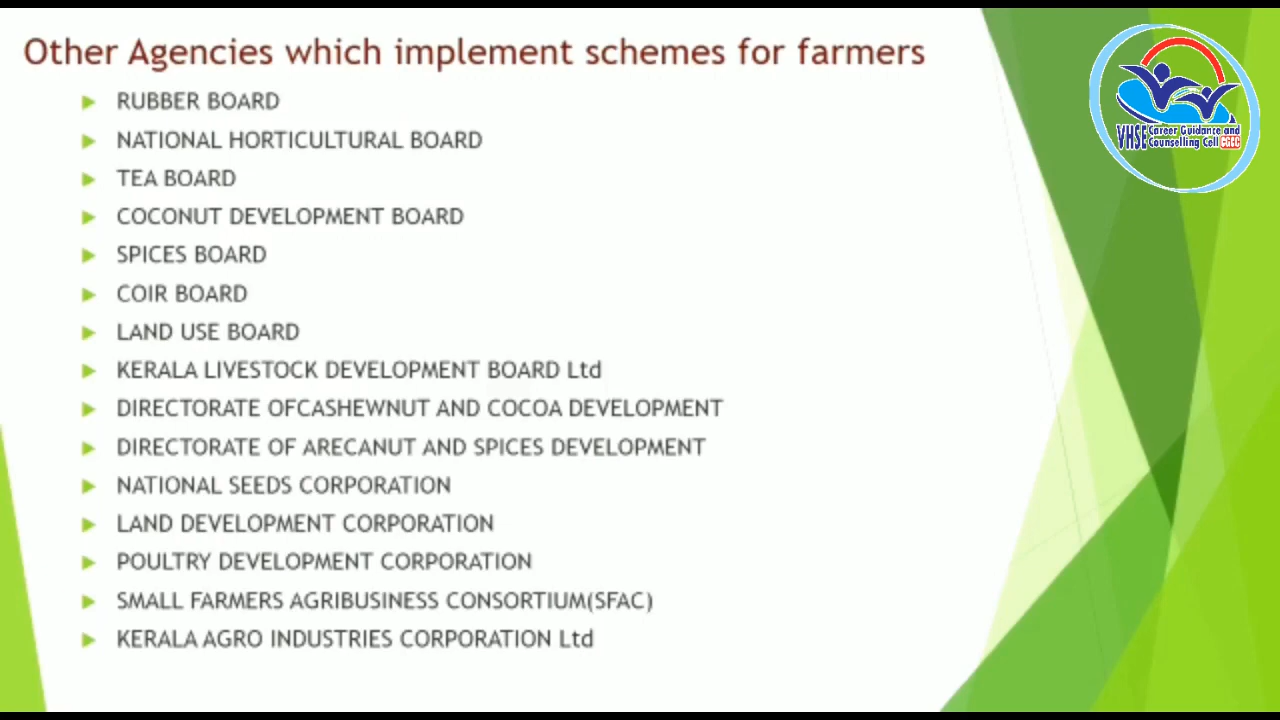 Other Agencies which implement schemes for farmers
RUBBER BOARD
NATIONAL HORTICULTURAL BOARD
TEA BOARD
COCONUT DEVELOPMENT BOARD
SPICES BOARD
COIR BOARD
LAND USE BOARD
KERALA LIVESTOCK DEVELOPMENT BOARD Ltd
DIRECTORATE OFCASHEWNUT AND COCOA DEVELOPMENT
DIRECTORATE OF ARECANUT AND SPICES DEVELOPMENT
NATIONAL SEEDS CORPORATION
LAND DEVELOPMENT CORPORATION
POULTRY DEVELOPMENT CORPORATION
SMALL FARMERS AGRIBUSINESS CONSORTIUM(SFAC)
KERALA AGRO INDUSTRIES CORPORATION Ltd
VHSE Career Guidance and
Counselling Cell CGCC